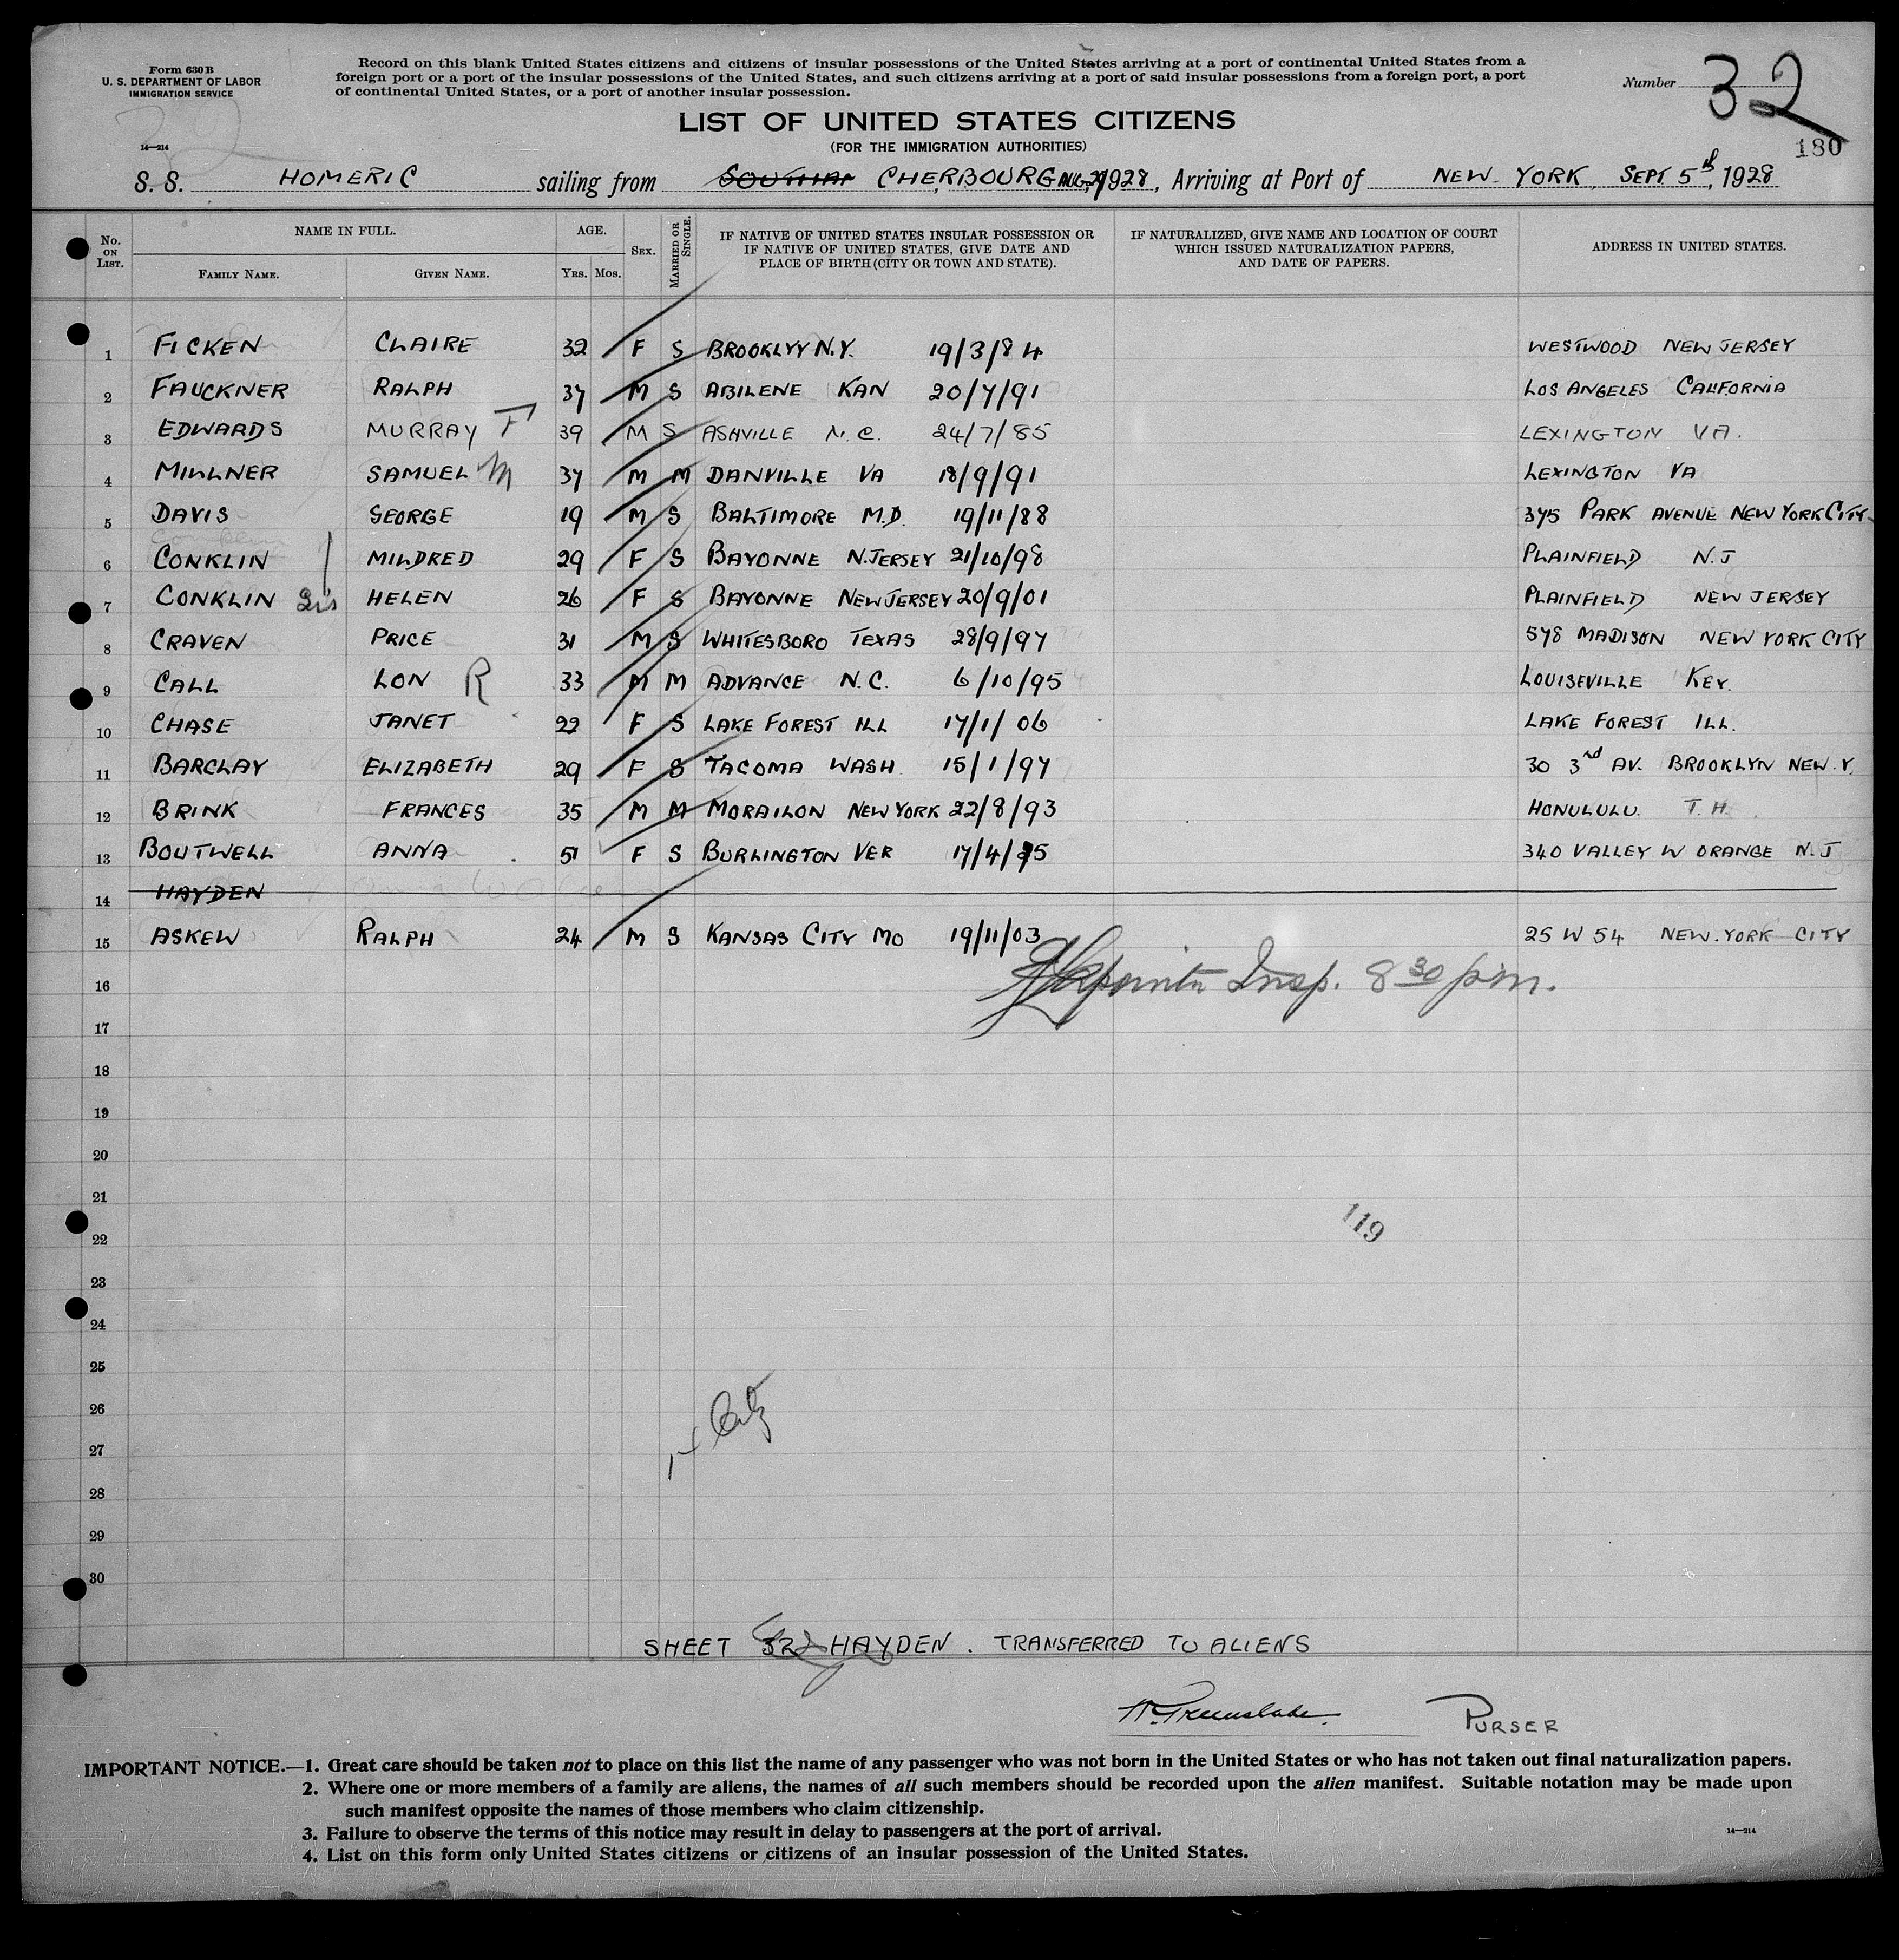 Form 630 B
U. S. DEPARTMENT OF LABOR
IMMIGRATION SERVICE
14—214
Record on this blank United States citizens and citizens of insular possessions of the United States arriving at a port of continental United States from a
foreign port or a port of the insular possessions of the United States, and such citizens arriving at a port of said insular possessions from a foreign port, a port
of continental United States, or a port of another insular possession.
Number 32
180
LIST OF UNITED STATES CITIZENS
(FOR THE IMMIGRATION AUTHORITIES)
S. S. HOMERIC sailing from SOUTHAM CHERBOURG AUG. 1928, Arriving at Port of NEW YORK, SEPT 5th, 1928
No. ON LIST. NAME IN FULL. FAMILY NAME. GIVEN NAME. AGE. Yrs. Mos. SEX. MARRIED OR SINGLE. IF NATIVE OF UNITED STATES INSULAR POSSESSION OR IF NATIVE OF UNITED STATES, GIVE DATE AND PLACE OF BIRTH (CITY OR TOWN AND STATE). IF NATURALIZED, GIVE NAME AND LOCATION OF COURT WHICH ISSUED NATURALIZATION PAPERS, AND DATE OF PAPERS. ADDRESS IN UNITED STATES.
1 FICKEN CLAIRE 32 F S BROOKLYY N.Y. 19/3/84 WESTWOOD NEW JERSEY
2 FAUCKNER RALPH 37 M S ABILENE KAN 20/7/91 LOS ANGELES CALIFORNIA
3 EDWARDS MURRAY F 39 M S ASHVILLE N.C. 24/7/85 LEXINGTON VA.
4 MILLNER SAMUEL M 37 M M DANVILLE VA 18/9/91 LEXINGTON VA
5 DAVIS GEORGE 19 M S BALTIMORE M.D. 19/11/88 375 PARK AVENUE NEW YORK CITY
6 CONKLIN MILDRED 29 F S BAYONNE N.JERSEY 21/10/98 PLAINFIELD N.J
7 CONKLIN Sis HELEN 26 F S BAYONNE NEW JERSEY 20/9/01 PLAINFIELD NEW JERSEY
8 CRAVEN PRICE 31 M S WHITESBORO TEXAS 28/9/97 578 MADISON NEW YORK CITY
9 CALL LON R 33 M M ADVANCE N.C. 6/10/95 LOUISEVILLE KEY.
10 CHASE JANET 22 F S LAKE FOREST ILL 17/1/06 LAKE FOREST ILL.
11 BARCLAY ELIZABETH 29 F S TACOMA WASH. 15/1/97 30 3rd AV. BROOKLYN NEW.Y.
12 BRINK FRANCES 35 M M MORAILON NEW YORK 22/8/93 HONULULU. T.H.
13 BOUTWELL ANNA 51 F S BURLINGTON VER 17/4/75 340 VALLEY W ORANGE N.J
14 HAYDEN
15 ASKEW RALPH 24 M S KANSAS CITY MO 19/11/03 25 W 54 NEW.YORK CITY
16 Insp. 8 30 p.m.
17
18
19
20
21
22 119
23
24
25
26
27
28
29
30
SHEET 32 HAYDEN. TRANSFERRED TO ALIENS
PURSER
IMPORTANT NOTICE.—1. Great care should be taken not to place on this list the name of any passenger who was not born in the United States or who has not taken out final naturalization papers.
2. Where one or more members of a family are aliens, the names of all such members should be recorded upon the alien manifest. Suitable notation may be made upon
such manifest opposite the names of those members who claim citizenship.
3. Failure to observe the terms of this notice may result in delay to passengers at the port of arrival.
4. List on this form only United States citizens or citizens of an insular possession of the United States.
14—214